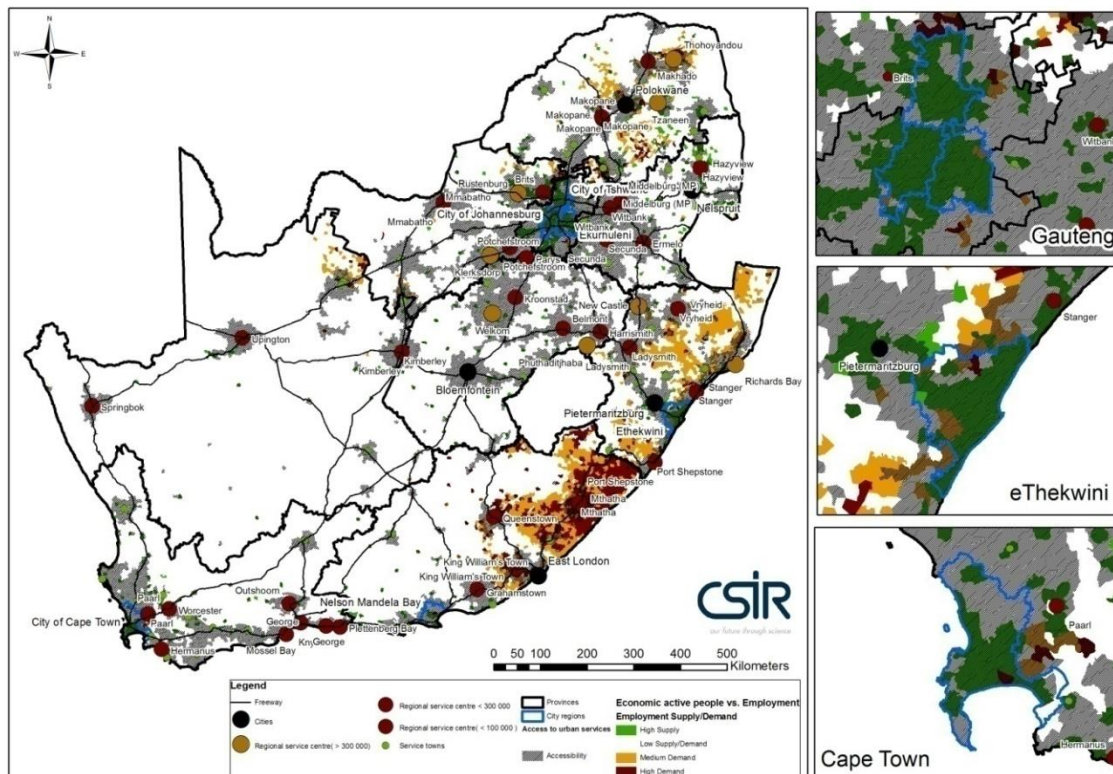 N
W
E
S
Thohoyandou
Makhado
Polokwane
Makopane
Makopane
Makopane
Makopane
Tzaneen
Hazyview
Hazyview
Nelspruit
Rustenburg
Brits
City of Tshwane
Middelburg (MP)
Middelburg (MP)
Mmabatho
Mmabatho
City of Johannesburg
Witbank
Witbank
Ekurhuleni
Ermelo
Secunda
Secunda
Potchefstroom
Parys
Potchefstroom
Klerksdorp
Kroonstad
New Castle
Vryheid
Vryheid
Welkom
Belmont
Harrismith
Upington
Kimberley
Kimberley
Phuthaditjhaba
Ladysmith
Ladysmith
Richards Bay
Bloemfontein
Springbok
Stanger
Stanger
Pietermaritzburg
Ethekwini
Port Shepstone
Port Shepstone
Mthatha
Mthatha
Queenstown
East London
King William's Town
King William's Town
Grahamstown
Nelson Mandela Bay
Outshoorn
Paarl
Paarl
Worcester
City of Cape Town
George
George
Plettenberg Bay
Mossel Bay
Hermanus
CSIR
our future through science
0 50 100 200 300 400 500
Kilometers
Legend
Freeway
Cities
Regional service centre (> 300 000)
Regional service centre < 300 000
Regional service centre( < 100 000 )
Service towns
Provinces
City regions
Access to urban services
Accessibility
Economic active people vs. Employment
Employment Supply/Demand
High Supply
Low Supply/Demand
Medium Demand
High Demand
Brits
Witbank
Gauteng
Stanger
Pietermaritzburg
eThekwini
Paarl
Hermanus
Cape Town